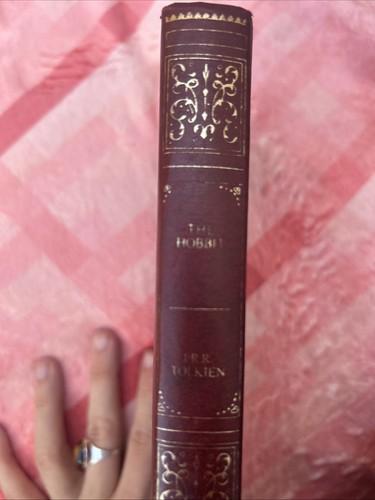 THE
HOBBIT
J.R.R.
TOLKIEN